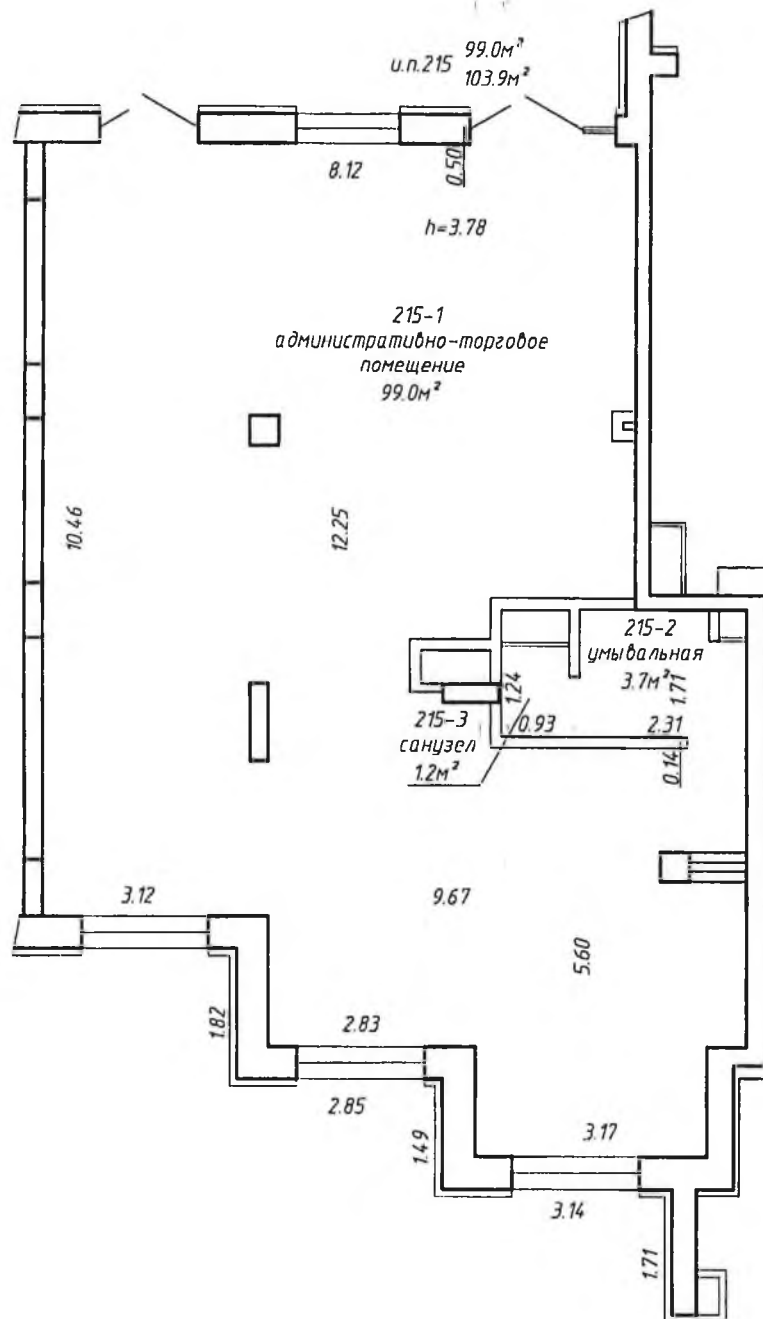 и.п.215
99.0м²
103.9м²
8.12
0.50
h=3.78
215-1
административно-торговое
помещение
99.0м²
10.46
12.25
215-2
умывальная
3.7м²
1.71
1.24
215-3
санузел
1.2м²
0.93
2.31
0.14
3.12
9.67
5.60
1.82
2.83
2.85
1.49
3.17
3.14
1.71